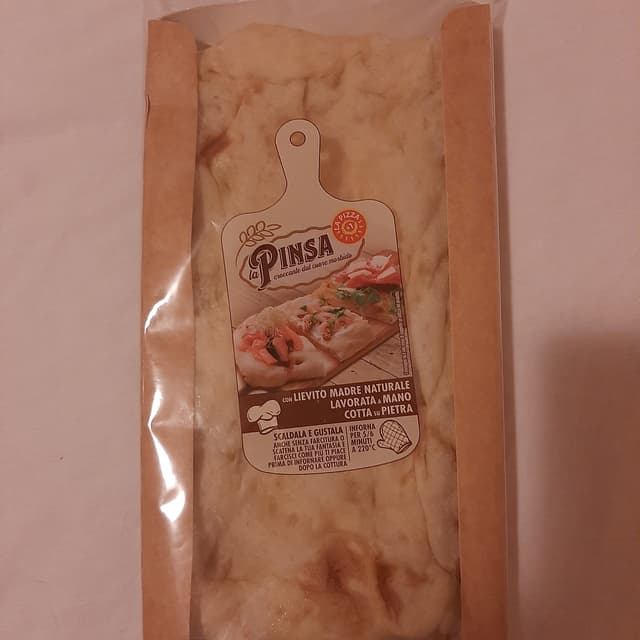 LA PIZZA +1
la PINSA
croccante dal cuore morbido
CON LIEVITO MADRE NATURALE
LAVORATA A MANO
COTTA SU PIETRA
SCALDALA E GUSTALA
ANCHE SENZA FARCITURA O
SCATENA LA TUA FANTASIA E
FARCISCI COME PIÙ TI PIACE
PRIMA DI INFORNARE OPPURE
DOPO LA COTTURA
INFORNA
PER 5/6
MINUTI
A 220°C